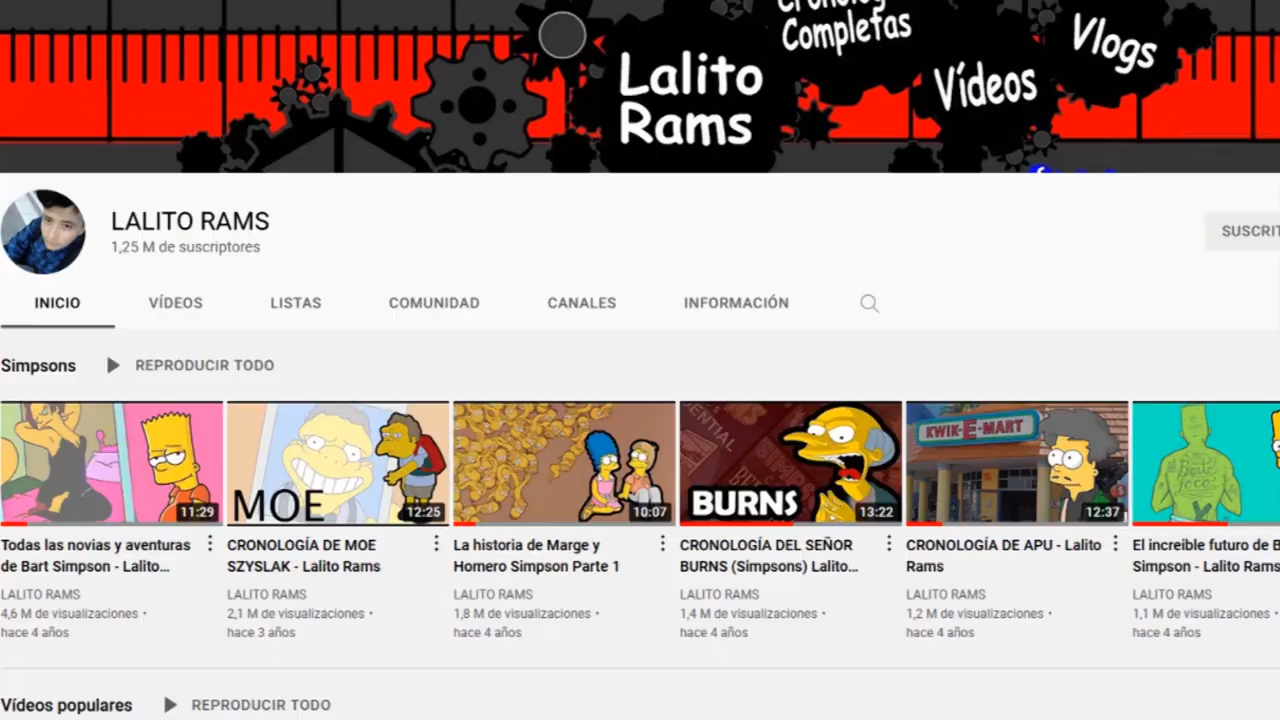 Cronolog
Completas
Lalito
Rams
Vídeos
Vlogs
LALITO RAMS
1,25 M de suscriptores
SUSCRIT
INICIO
VÍDEOS
LISTAS
COMUNIDAD
CANALES
INFORMACIÓN
Simpsons
REPRODUCIR TODO
11:29
MOE
12:25
10:07
BURNS
13:22
KWIK-E-MART
12:37
Todas las novias y aventuras
de Bart Simpson - Lalito...
LALITO RAMS
4,6 M de visualizaciones •
hace 4 años
CRONOLOGÍA DE MOE
SZYSLAK - Lalito Rams
LALITO RAMS
2,1 M de visualizaciones •
hace 3 años
La historia de Marge y
Homero Simpson Parte 1
LALITO RAMS
1,8 M de visualizaciones •
hace 4 años
CRONOLOGÍA DEL SEÑOR
BURNS (Simpsons) Lalito...
LALITO RAMS
1,4 M de visualizaciones •
hace 4 años
CRONOLOGÍA DE APU - Lalito
Rams
LALITO RAMS
1,2 M de visualizaciones •
hace 4 años
El increible futuro de B
Simpson - Lalito Rams
LALITO RAMS
1,1 M de visualizaciones •
hace 4 años
Vídeos populares
REPRODUCIR TODO